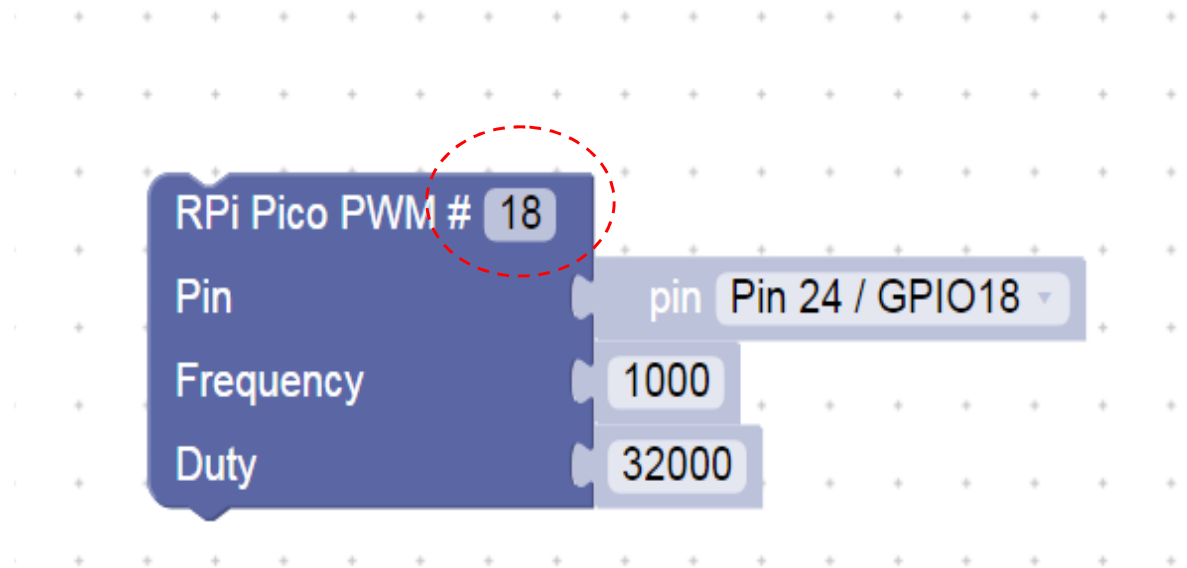 RPi Pico PWM # 18
Pin pin Pin 24 / GPIO18
Frequency 1000
Duty 32000